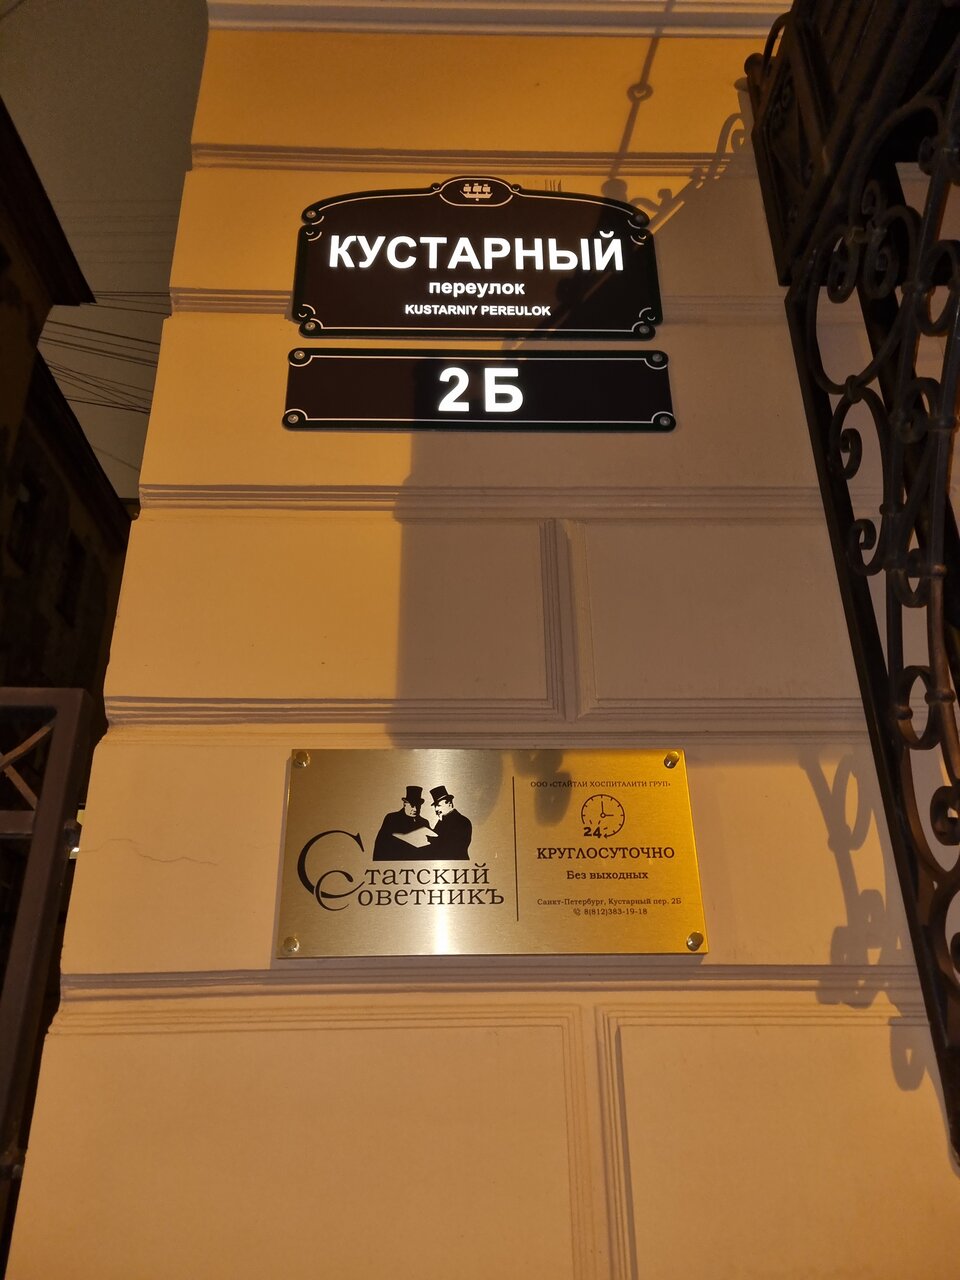 КУСТАРНЫЙ
переулок
KUSTARNIY PEREULOK
2 Б
Статский
Советникъ
ООО «СТАЙТЛИ ХОСПИТАЛИТИ ГРУП»
24
КРУГЛОСУТОЧНО
Без выходных
Санкт-Петербург, Кустарный пер. 2Б
8(812)383-19-18